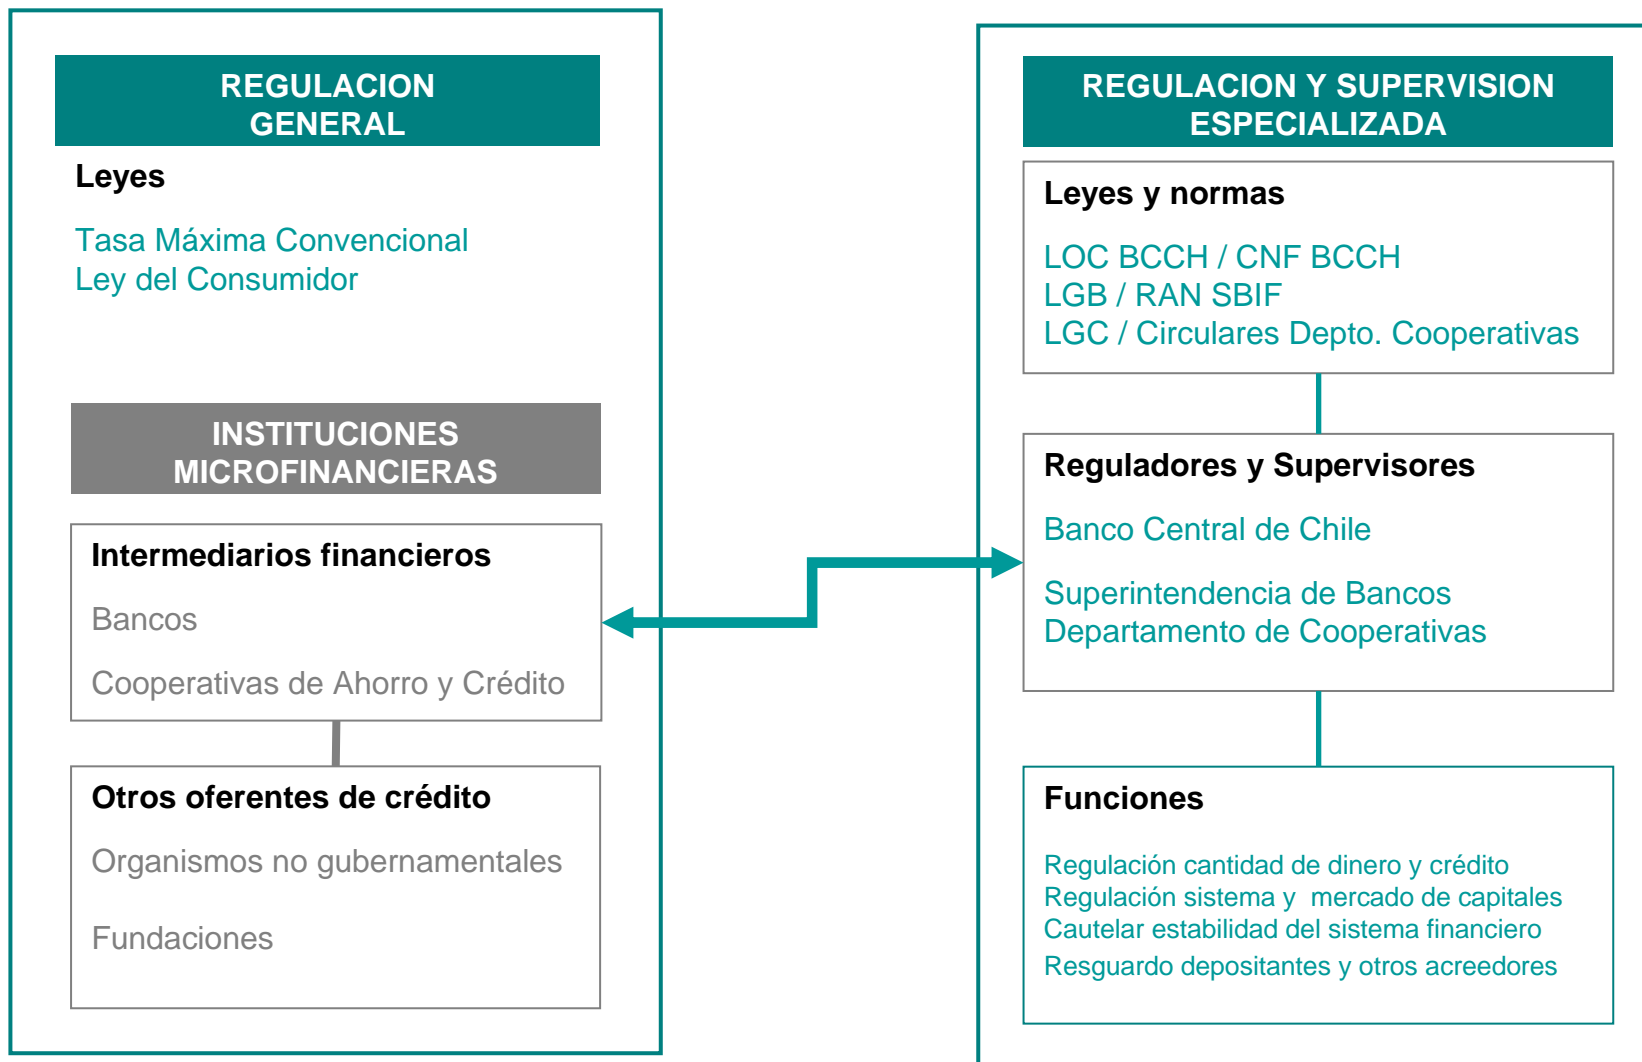 REGULACION
GENERAL
Leyes
Tasa Máxima Convencional
Ley del Consumidor
INSTITUCIONES
MICROFINANCIERAS
Intermediarios financieros
Bancos
Cooperativas de Ahorro y Crédito
Otros oferentes de crédito
Organismos no gubernamentales
Fundaciones
REGULACION Y SUPERVISION
ESPECIALIZADA
Leyes y normas
LOC BCCH / CNF BCCH
LGB / RAN SBIF
LGC / Circulares Depto. Cooperativas
Reguladores y Supervisores
Banco Central de Chile
Superintendencia de Bancos
Departamento de Cooperativas
Funciones
Regulación cantidad de dinero y crédito
Regulación sistema y mercado de capitales
Cautelar estabilidad del sistema financiero
Resguardo depositantes y otros acreedores